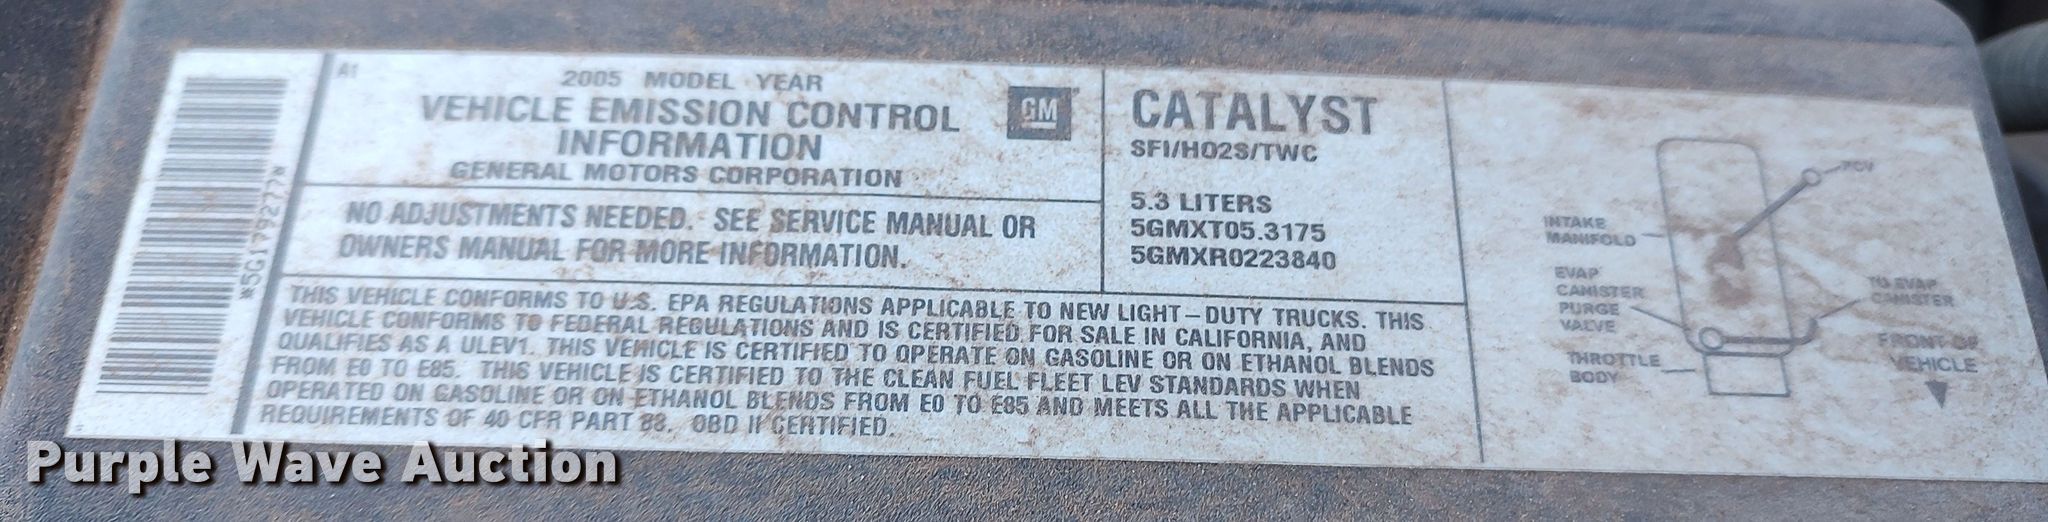 *5G179277*
A1
2005 MODEL YEAR
VEHICLE EMISSION CONTROL
INFORMATION
GENERAL MOTORS CORPORATION
GM
NO ADJUSTMENTS NEEDED. SEE SERVICE MANUAL OR
OWNERS MANUAL FOR MORE INFORMATION.
CATALYST
SFI/HO2S/TWC
5.3 LITERS
5GMXT05.3175
5GMXR0223840
THIS VEHICLE CONFORMS TO U.S. EPA REGULATIONS APPLICABLE TO NEW LIGHT-DUTY TRUCKS. THIS
VEHICLE CONFORMS TO FEDERAL REGULATIONS AND IS CERTIFIED FOR SALE IN CALIFORNIA, AND
QUALIFIES AS A ULEV1. THIS VEHICLE IS CERTIFIED TO OPERATE ON GASOLINE OR ON ETHANOL BLENDS
FROM E0 TO E85. THIS VEHICLE IS CERTIFIED TO THE CLEAN FUEL FLEET LEV STANDARDS WHEN
OPERATED ON GASOLINE OR ON ETHANOL BLENDS FROM E0 TO E85 AND MEETS ALL THE APPLICABLE
REQUIREMENTS OF 40 CFR PART 88. OBD II CERTIFIED.
PCV
INTAKE
MANIFOLD
EVAP
CANISTER
PURGE
VALVE
THROTTLE
BODY
TO EVAP
CANISTER
FRONT OF
VEHICLE
Purple Wave Auction